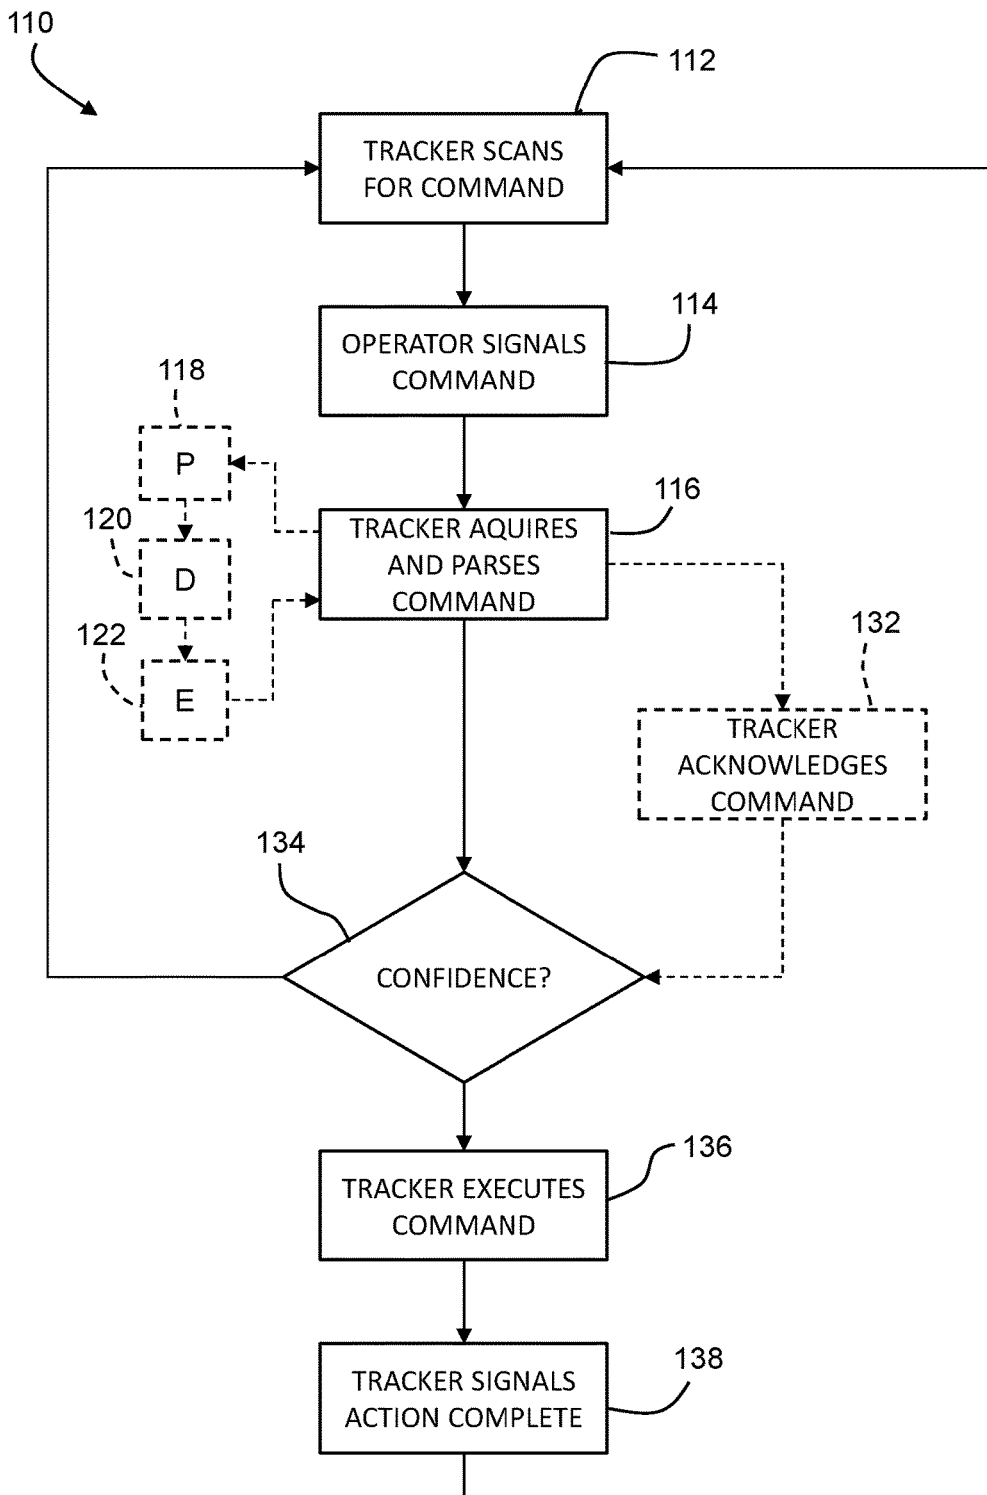 110
112
TRACKER SCANS
FOR COMMAND
114
OPERATOR SIGNALS
COMMAND
118
P
116
TRACKER AQUIRES
AND PARSES
COMMAND
120
D
122
E
132
TRACKER
ACKNOWLEDGES
COMMAND
134
CONFIDENCE?
136
TRACKER EXECUTES
COMMAND
138
TRACKER SIGNALS
ACTION COMPLETE